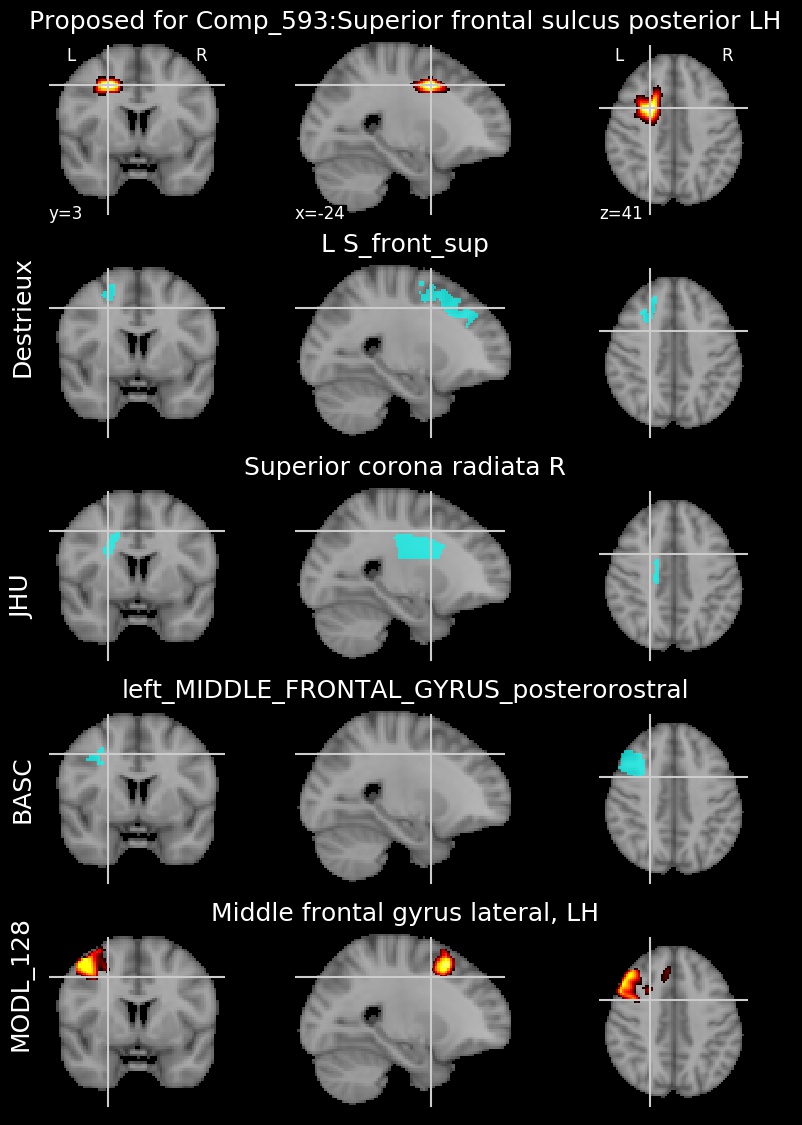 Proposed for Comp_593:Superior frontal sulcus posterior LH
L R L R
y=3 x=-24 z=41
L S_front_sup
Destrieux
Superior corona radiata R
JHU
left_MIDDLE_FRONTAL_GYRUS_posterorostral
BASC
Middle frontal gyrus lateral, LH
MODL_128